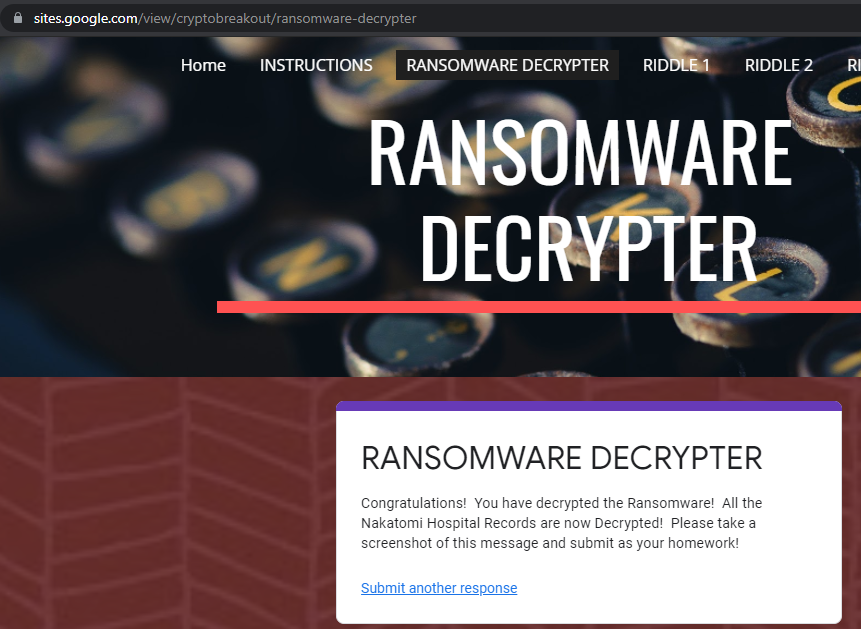 sites.google.com/view/cryptobreakout/ransomware-decrypter
Home INSTRUCTIONS RANSOMWARE DECRYPTER RIDDLE 1 RIDDLE 2
RANSOMWARE
DECRYPTER
RANSOMWARE DECRYPTER
Congratulations! You have decrypted the Ransomware! All the
Nakatomi Hospital Records are now Decrypted! Please take a
screenshot of this message and submit as your homework!
Submit another response